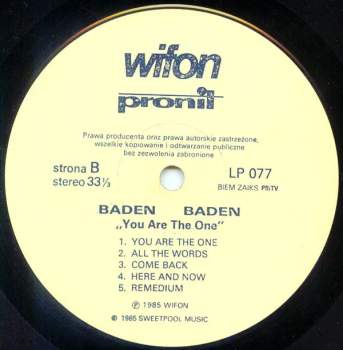 wifon
pronit
Prawa producenta oraz prawa autorskie zastrzeżone,
wszelkie kopiowanie i odtwarzanie publiczne
bez zezwolenia zabronione
strona B
stereo 33⅓
LP 077
BIEM ZAIKS PRiTV
BADEN BADEN
„You Are The One"
1. YOU ARE THE ONE
2. ALL THE WORDS
3. COME BACK
4. HERE AND NOW
5. REMEDIUM
℗ 1985 WIFON
℗ 1985 SWEETPOOL MUSIC